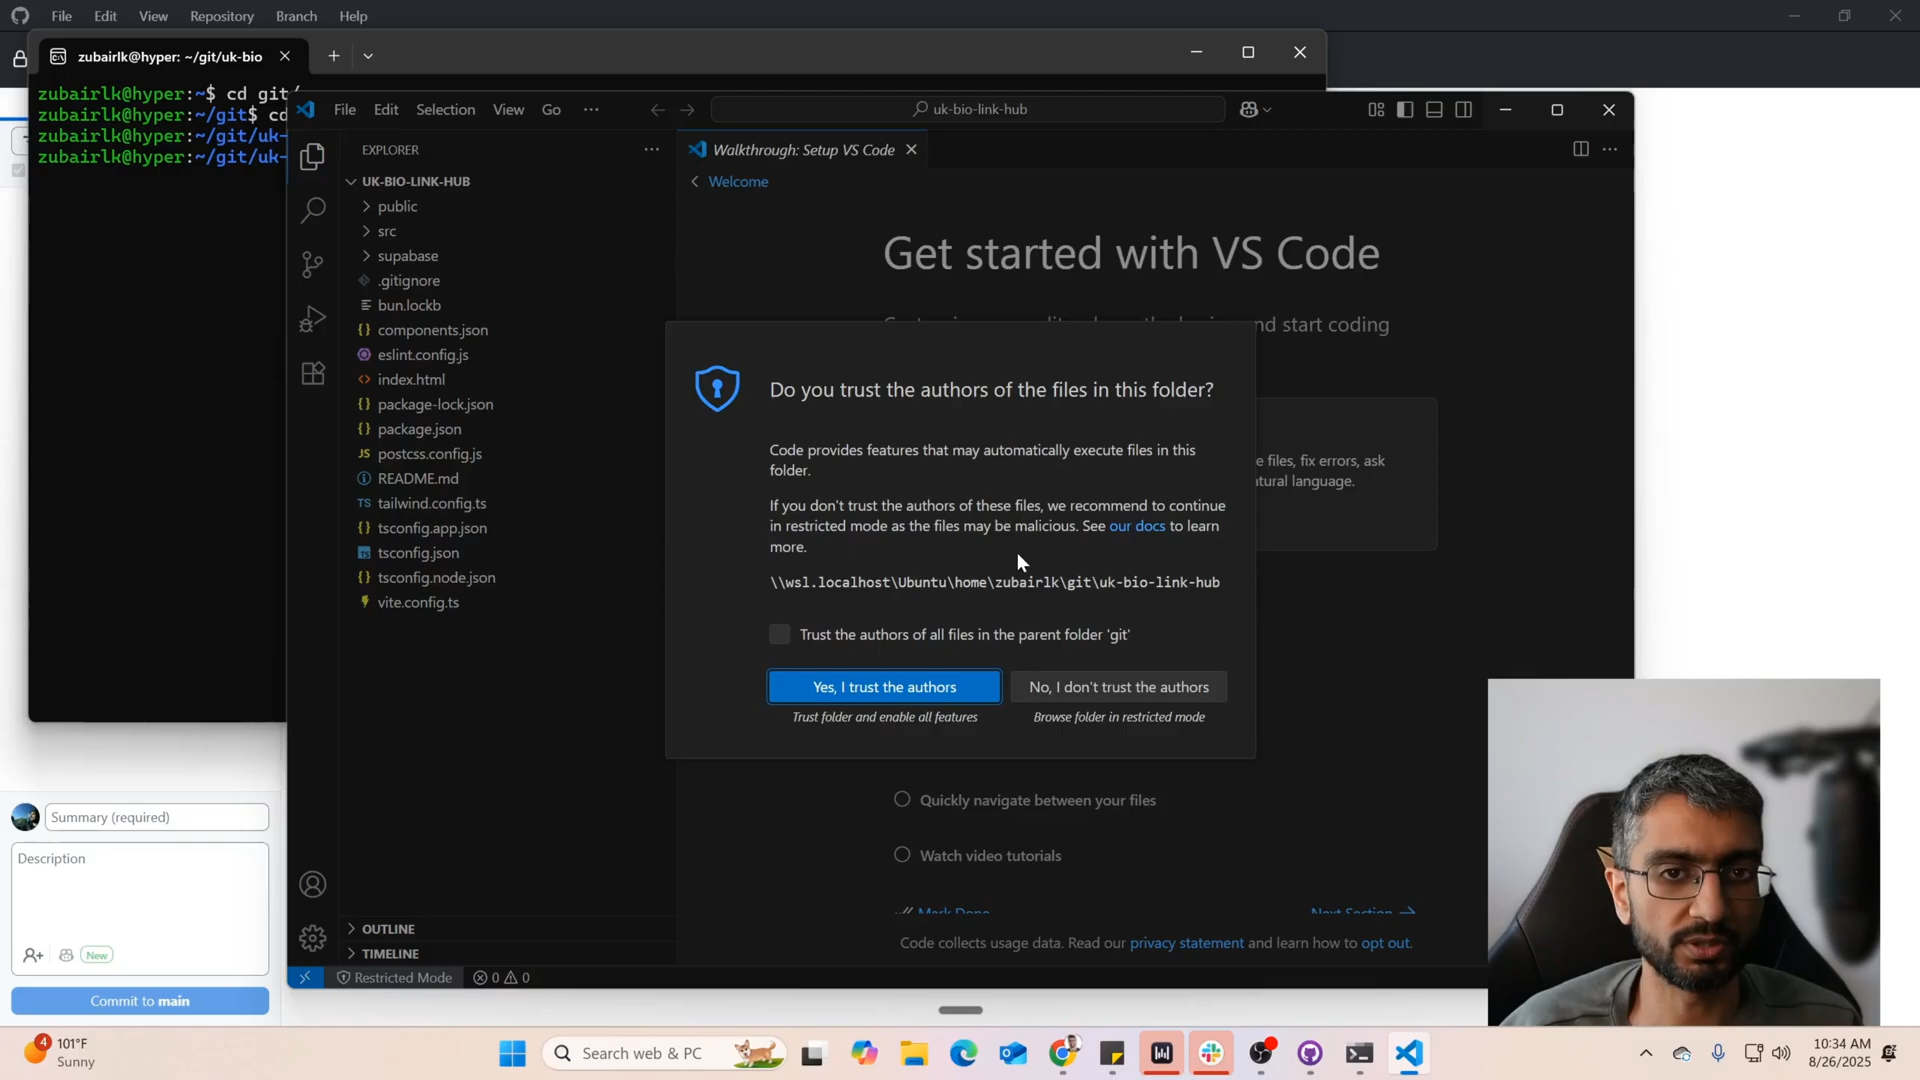 File Edit View Repository Branch Help
zubairlk@hyper: ~/git/uk-bio
zubairlk@hyper:~$ cd git/
zubairlk@hyper:~/git$ cd
zubairlk@hyper:~/git/uk-
zubairlk@hyper:~/git/uk-
File Edit Selection View Go
uk-bio-link-hub
EXPLORER
UK-BIO-LINK-HUB
public
src
supabase
.gitignore
bun.lockb
components.json
eslint.config.js
index.html
package-lock.json
package.json
JS postcss.config.js
README.md
TS tailwind.config.ts
tsconfig.app.json
TS tsconfig.json
tsconfig.node.json
vite.config.ts
OUTLINE
TIMELINE
Restricted Mode 0 0
Walkthrough: Setup VS Code
Welcome
Get started with VS Code
nd start coding
e files, fix errors, ask
tural language.
Do you trust the authors of the files in this folder?
Code provides features that may automatically execute files in this
folder.
If you don't trust the authors of these files, we recommend to continue
in restricted mode as the files may be malicious. See our docs to learn
more.
\\wsl.localhost\Ubuntu\home\zubairlk\git\uk-bio-link-hub
Trust the authors of all files in the parent folder 'git'
Yes, I trust the authors
No, I don't trust the authors
Trust folder and enable all features
Browse folder in restricted mode
Quickly navigate between your files
Watch video tutorials
Mark Done
Next Section
Code collects usage data. Read our privacy statement and learn how to opt out.
Summary (required)
Description
New
Commit to main
4
101°F
Sunny
Search web & PC
10:34 AM
8/26/2025